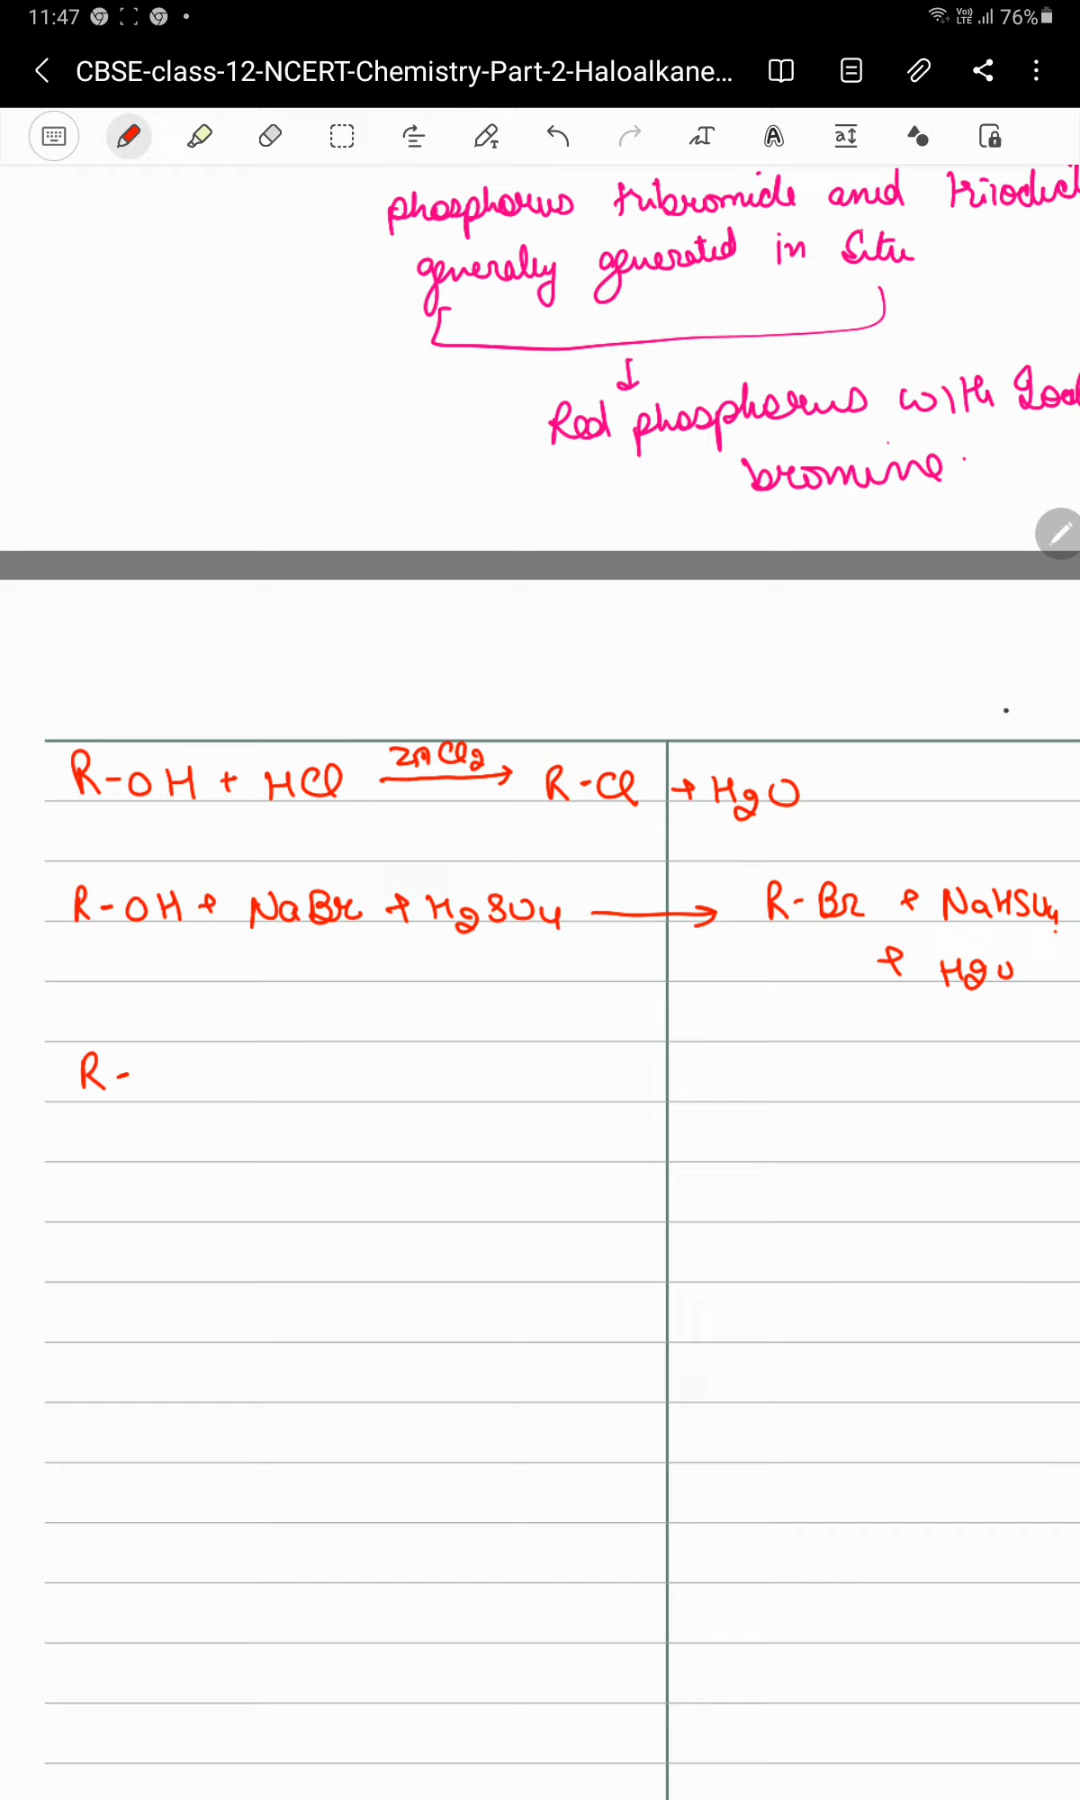 11:47 76%
CBSE-class-12-NCERT-Chemistry-Part-2-Haloalkane...
phosphorus tribromide and
generally generated in situ
Red phosphorus with
bromine
R-OH + HCl ZnCl2 → R-Cl + H2O
R-OH + NaBr + H2SO4 → R-Br + NaHSO4
+ H2O
R-